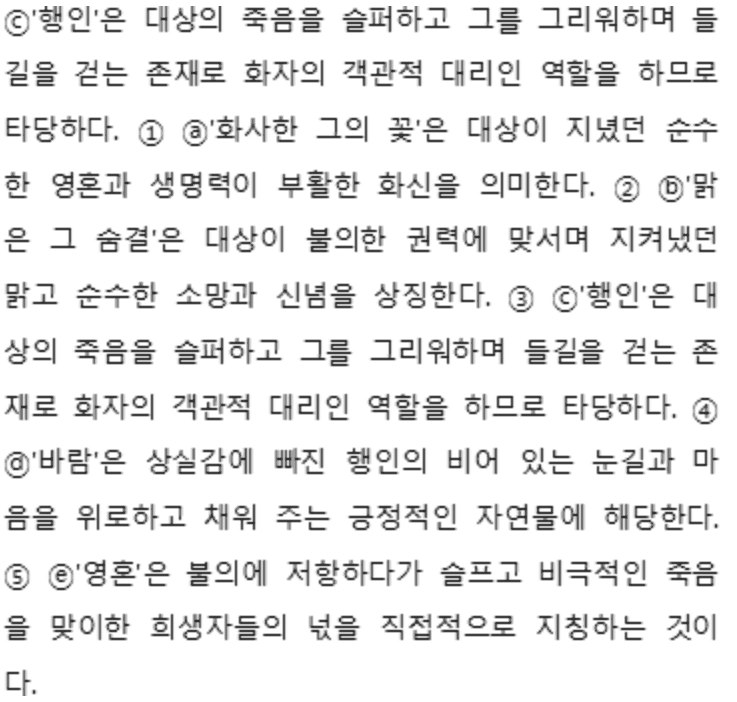 ⓒ'행인'은 대상의 죽음을 슬퍼하고 그를 그리워하며 들
길을 걷는 존재로 화자의 객관적 대리인 역할을 하므로
타당하다. ① ⓐ'화사한 그의 꽃'은 대상이 지녔던 순수
한 영혼과 생명력이 부활한 화신을 의미한다. ② ⓑ'맑
은 그 숨결'은 대상이 불의한 권력에 맞서며 지켜냈던
맑고 순수한 소망과 신념을 상징한다. ③ ⓒ'행인'은 대
상의 죽음을 슬퍼하고 그를 그리워하며 들길을 걷는 존
재로 화자의 객관적 대리인 역할을 하므로 타당하다. ④
ⓓ'바람'은 상실감에 빠진 행인의 비어 있는 눈길과 마
음을 위로하고 채워 주는 긍정적인 자연물에 해당한다.
⑤ ⓔ'영혼'은 불의에 저항하다가 슬프고 비극적인 죽음
을 맞이한 희생자들의 넋을 직접적으로 지칭하는 것이
다.